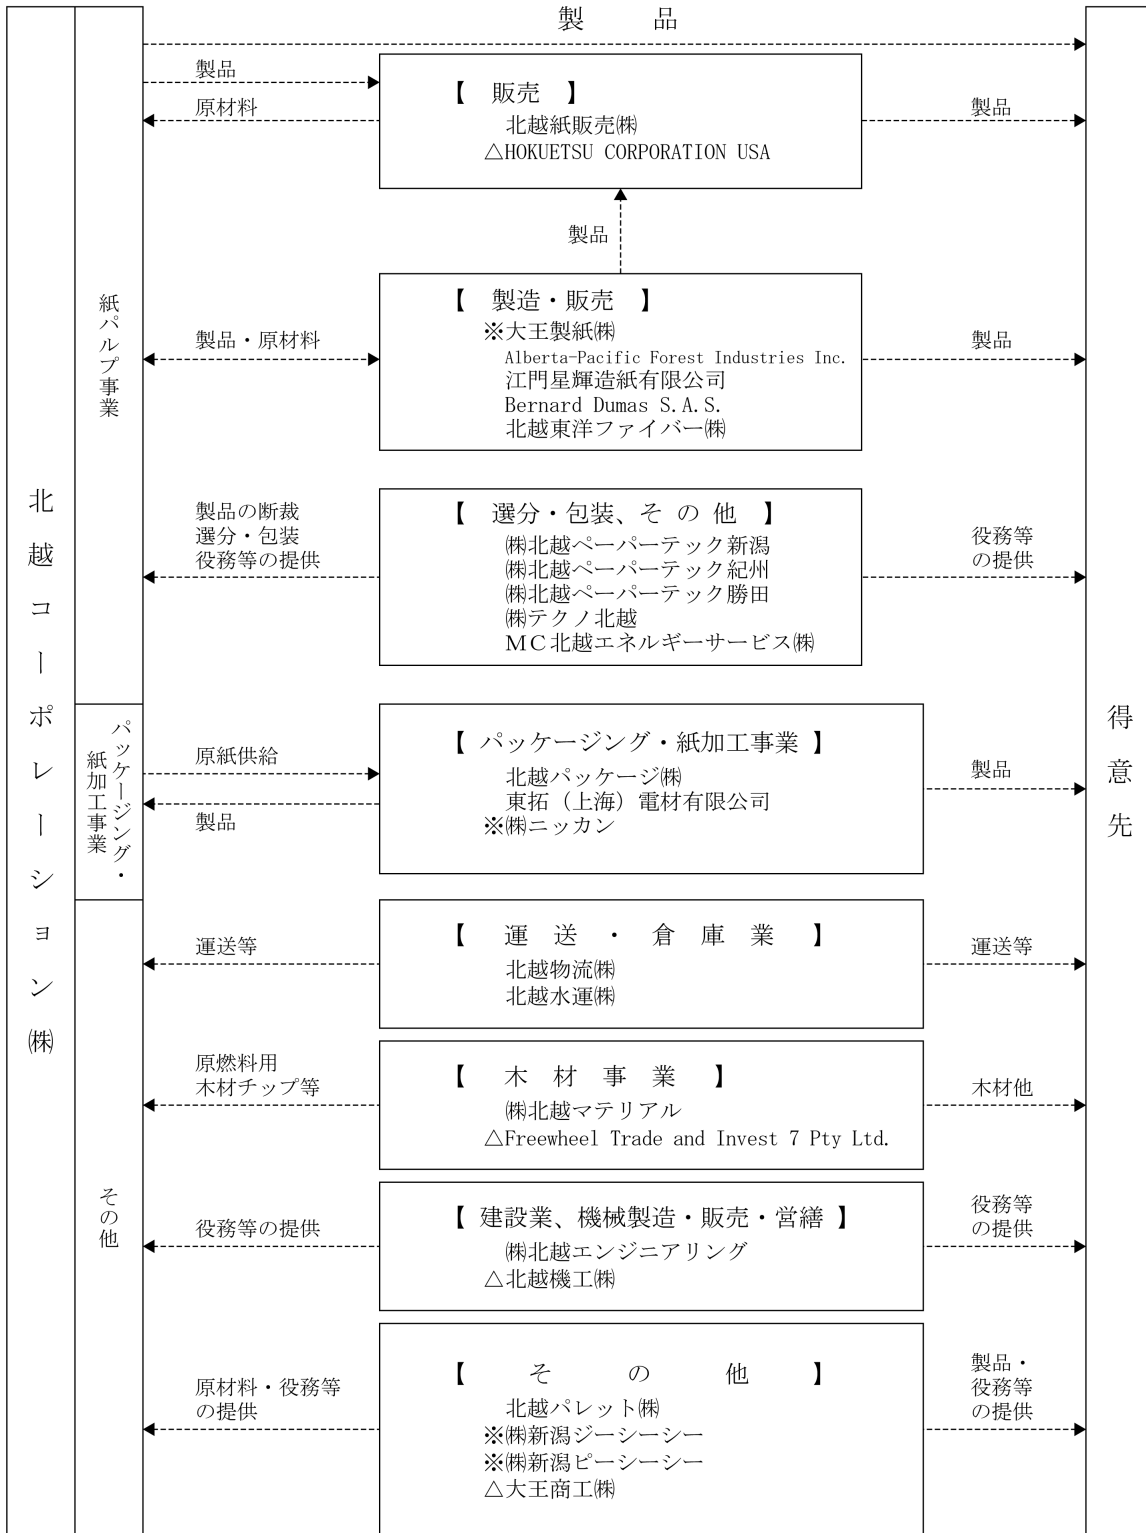 製品
製品
原材料
【 販売 】
北越紙販売㈱
△HOKUETSU CORPORATION USA
製品
製品
【 製造・販売 】
※大王製紙㈱
Alberta-Pacific Forest Industries Inc.
江門星輝造紙有限公司
Bernard Dumas S.A.S.
北越東洋ファイバー㈱
製品・原材料
製品
紙パルプ事業
製品の断裁
選分・包装
役務等の提供
【 選分・包装、その他 】
㈱北越ペーパーテック新潟
㈱北越ペーパーテック紀州
㈱北越ペーパーテック勝田
㈱テクノ北越
MC北越エネルギーサービス㈱
役務等
の提供
北越コーポレーション㈱
パッケージング・
紙加工事業
原紙供給
製品
【 パッケージング・紙加工事業 】
北越パッケージ㈱
東拓（上海）電材有限公司
※㈱ニッカン
製品
得意先
運送等
【 運送・倉庫業 】
北越物流㈱
北越水運㈱
運送等
原燃料用
木材チップ等
【 木材事業 】
㈱北越マテリアル
△Freewheel Trade and Invest 7 Pty Ltd.
木材他
その他
役務等の提供
【 建設業、機械製造・販売・営繕 】
㈱北越エンジニアリング
△北越機工㈱
役務等
の提供
原材料・役務等
の提供
【 その他 】
北越パレット㈱
※㈱新潟ジーシーシー
※㈱新潟ピーシーシー
△大王商工㈱
製品・
役務等
の提供